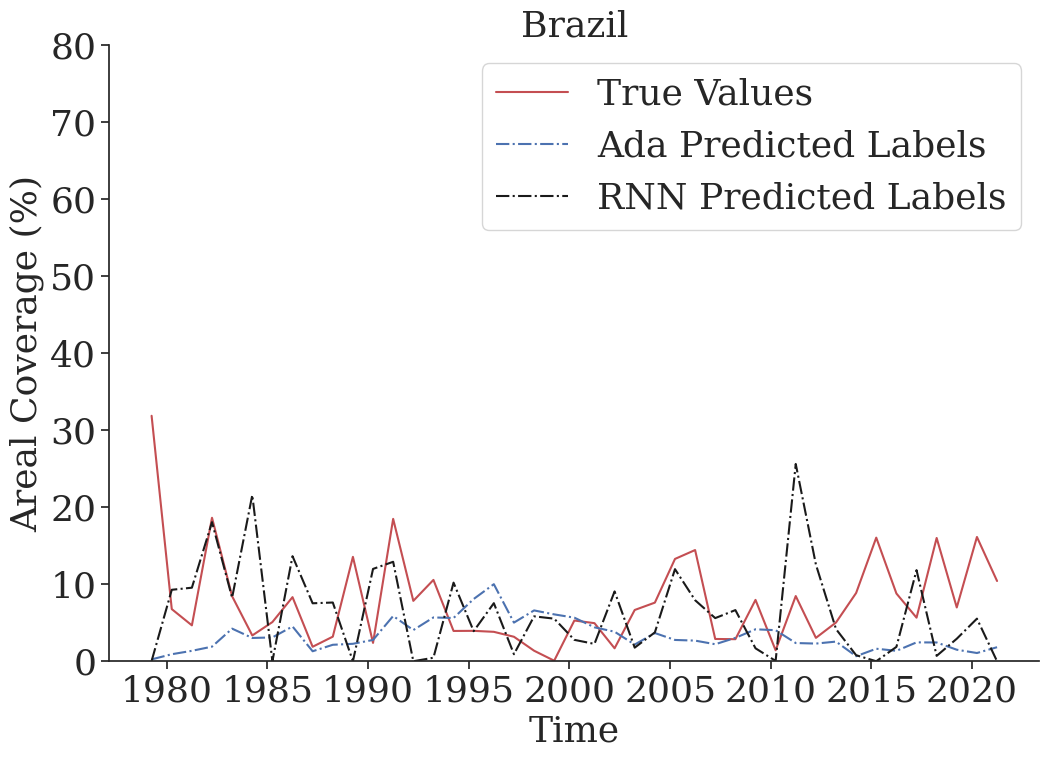 Brazil
True Values
Ada Predicted Labels
RNN Predicted Labels
Areal Coverage (%)
80
70
60
50
40
30
20
10
0
1980 1985 1990 1995 2000 2005 2010 2015 2020
Time